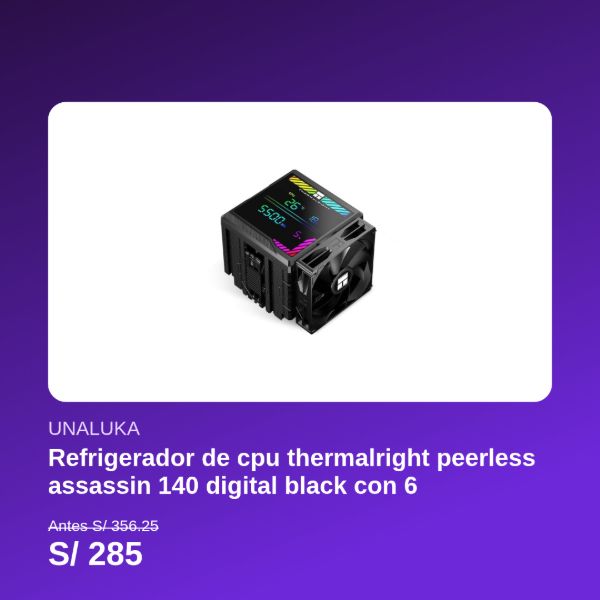 26
5500
UNALUKA
Refrigerador de cpu thermalright peerless
assassin 140 digital black con 6
Antes S/ 356.25
S/ 285